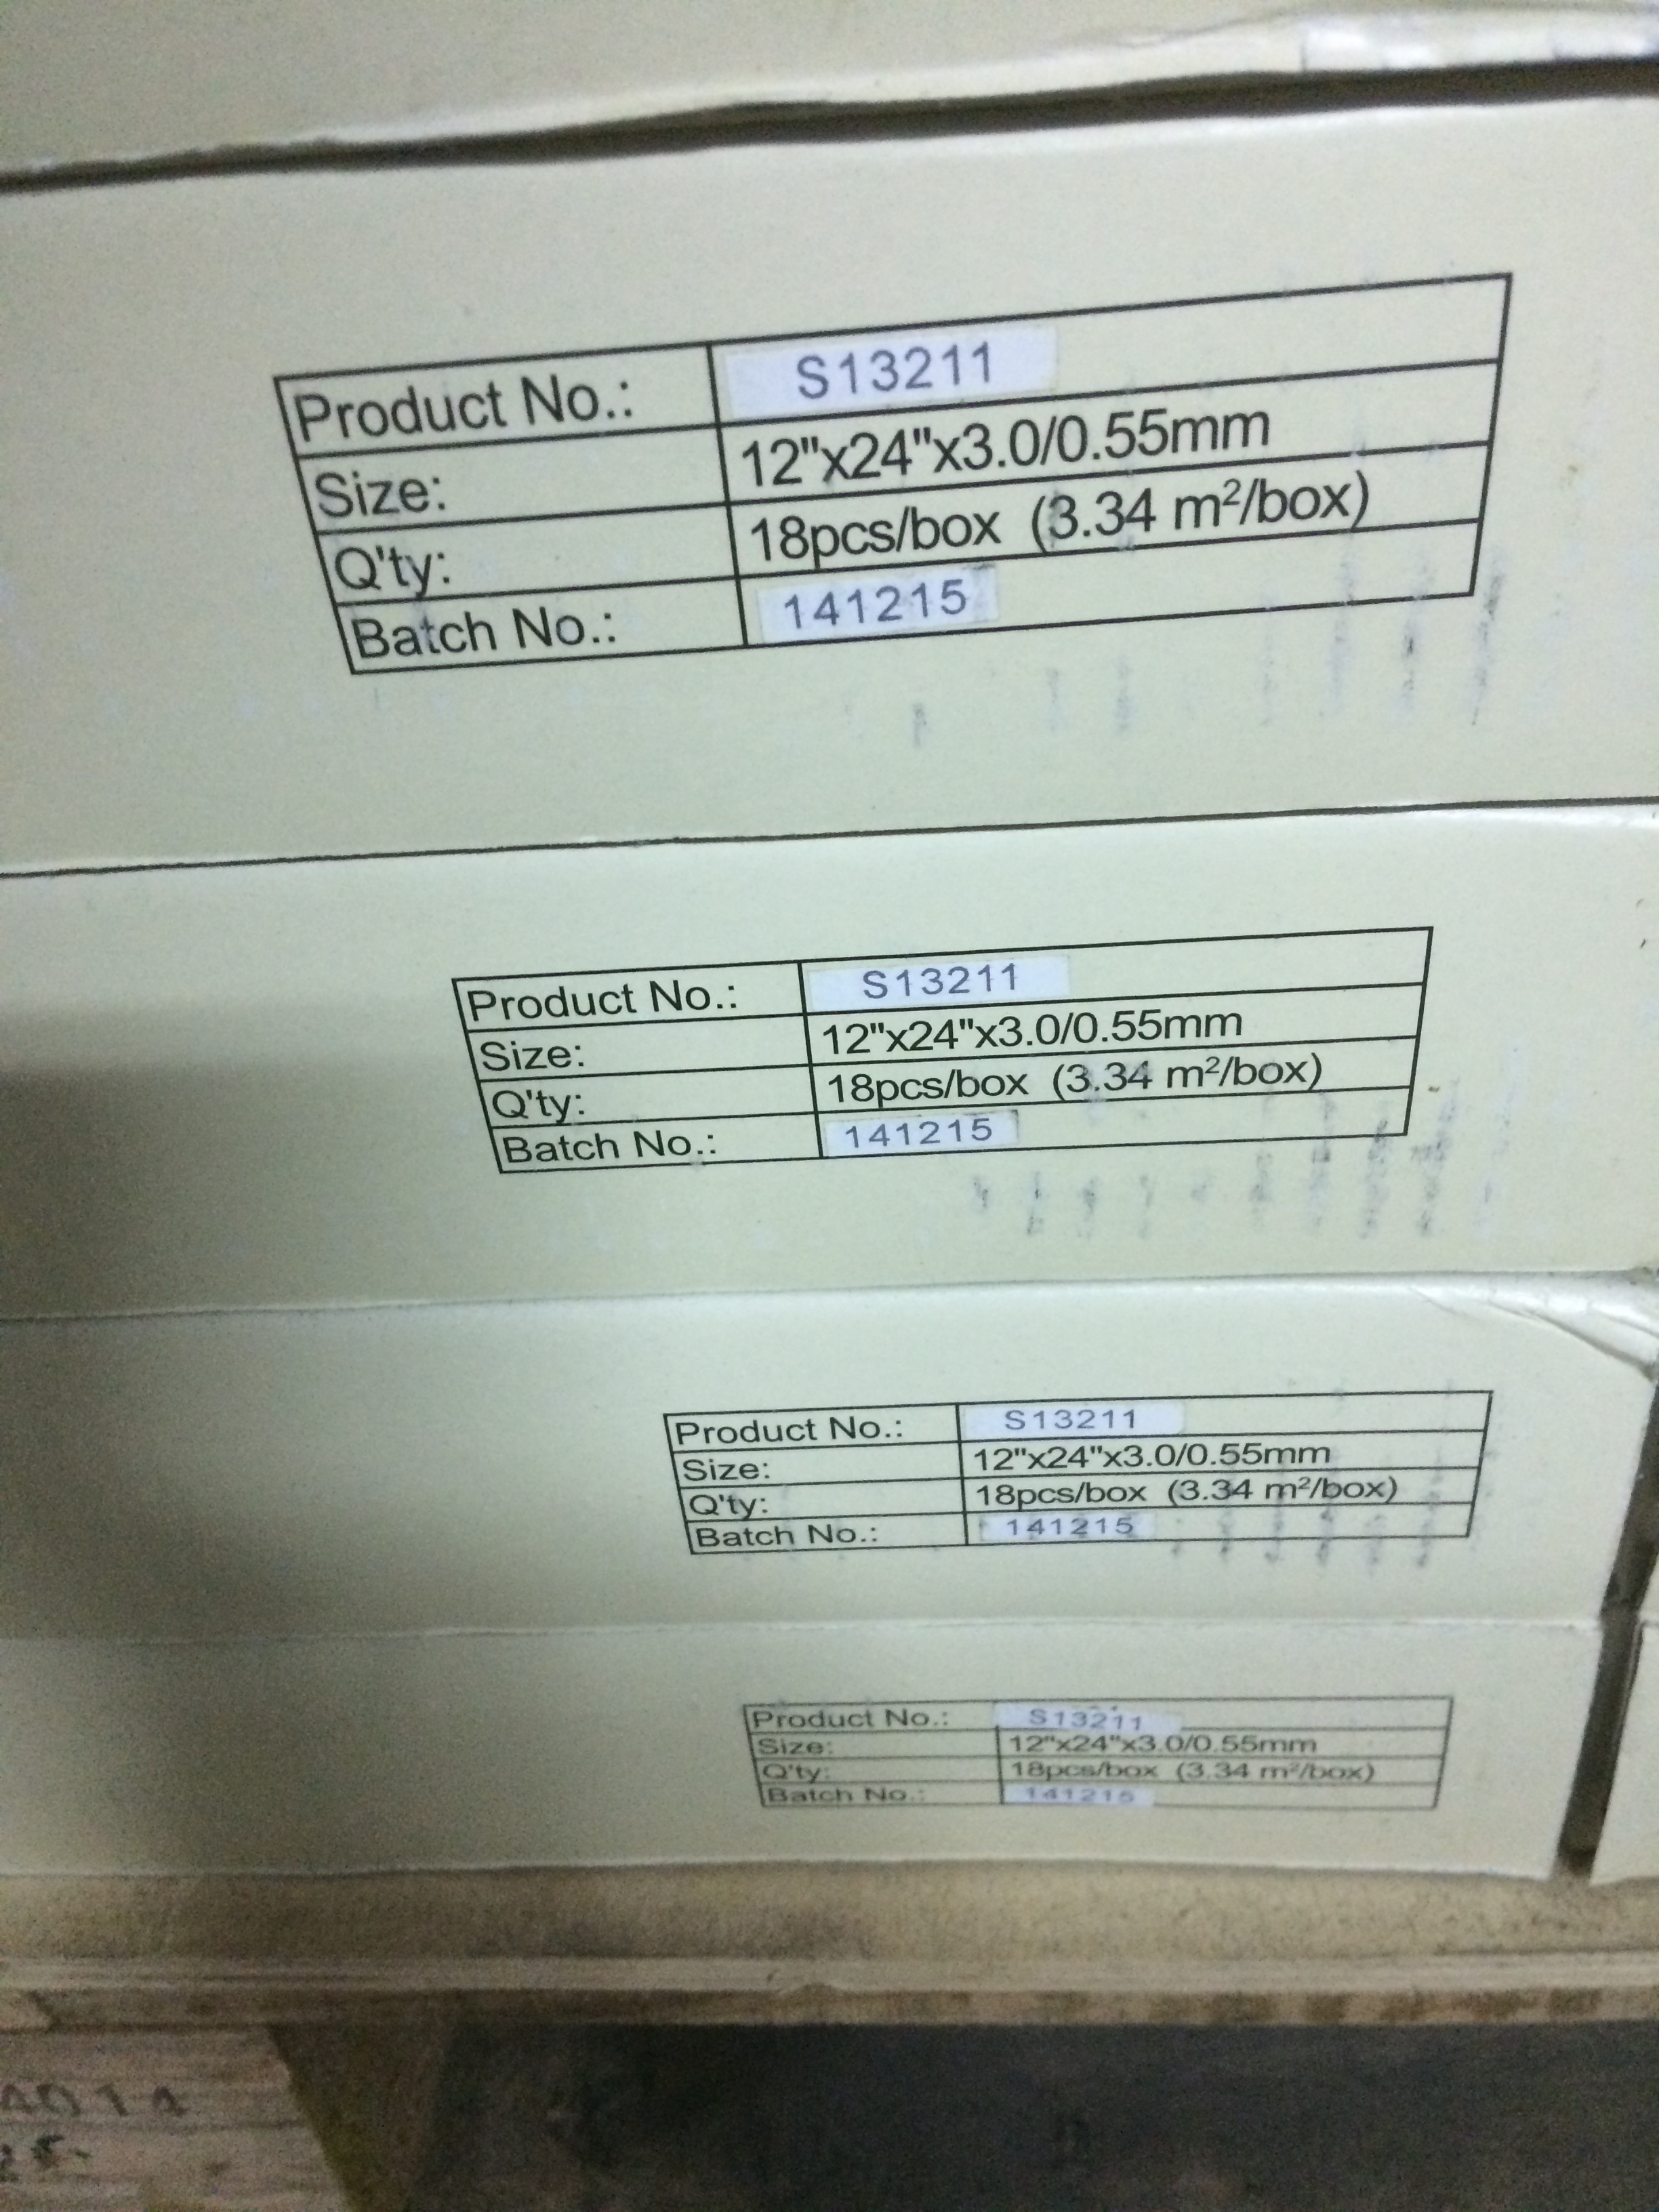 Product No.: S13211
Size: 12"x24"x3.0/0.55mm
Q'ty: 18pcs/box (3.34 m²/box)
Batch No.: 141215
Product No.: S13211
Size: 12"x24"x3.0/0.55mm
Q'ty: 18pcs/box (3.34 m²/box)
Batch No.: 141215
Product No.: S13211
Size: 12"x24"x3.0/0.55mm
Q'ty: 18pcs/box (3.34 m²/box)
Batch No.: 141215
Product No.: S13211
Size: 12"x24"x3.0/0.55mm
Q'ty: 18pcs/box (3.34 m²/box)
Batch No.: 141215